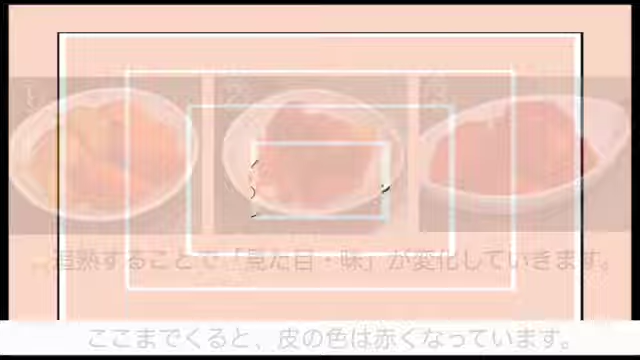 追熟することで「見た目・味」が変化していきます。
ここまでくると、皮の色は赤くなっています。